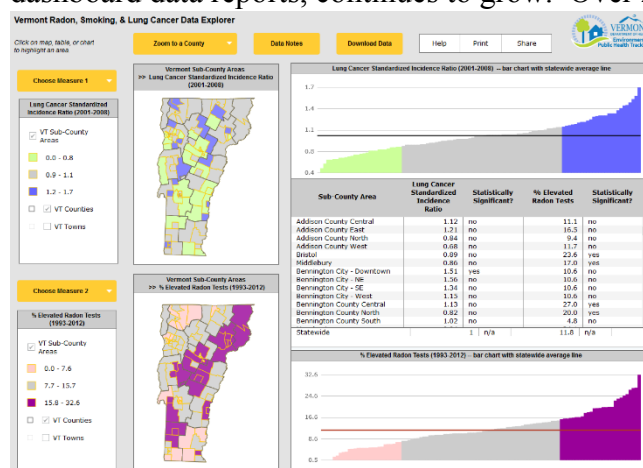 dashboard data reports, continues to grow. Over
Vermont Radon, Smoking, & Lung Cancer Data Explorer
Click on map, table, or chart
to highlight an area
Zoom to a County
Data Notes
Download Data
Help
Print
Share
VERMONT
DEPARTMENT OF HEALTH
Environmental
Public Health Tracking
Choose Measure 1
Lung Cancer Standardized
Incidence Ratio (2001-2008)
VT Sub-County
Areas
0.0 - 0.8
0.9 - 1.1
1.2 - 1.7
VT Counties
VT Towns
Vermont Sub-County Areas
>> Lung Cancer Standardized Incidence Ratio
(2001-2008)
Lung Cancer Standardized Incidence Ratio (2001-2008) -- bar chart with statewide average line
1.7
1.4
1.1
0.8
0.4
Sub-County Area Lung Cancer Standardized Incidence Ratio Statistically Significant? % Elevated Radon Tests Statistically Significant?
Addison County Central 1.12 no 11.1 no
Addison County East 1.21 no 16.5 no
Addison County North 0.84 no 9.4 no
Addison County West 0.68 no 11.7 no
Bristol 0.89 no 23.6 yes
Middlebury 0.86 no 17.0 yes
Bennington City - Downtown 1.51 yes 10.6 no
Bennington City - NE 1.56 no 10.6 no
Bennington City - SE 1.34 no 10.6 no
Bennington City - West 1.15 no 10.6 no
Bennington County Central 1.13 no 27.0 yes
Bennington County North 0.82 no 20.0 yes
Bennington County South 1.02 no 4.8 no
Statewide 1 n/a 11.8 n/a
Choose Measure 2
% Elevated Radon Tests
(1993-2012)
VT Sub-County
Areas
0.0 - 7.6
7.7 - 15.7
15.8 - 32.6
VT Counties
VT Towns
Vermont Sub-County Areas
>> % Elevated Radon Tests (1993-2012)
% Elevated Radon Tests (1993-2012) -- bar chart with statewide average line
32.6
24.6
16.6
8.6
0.5